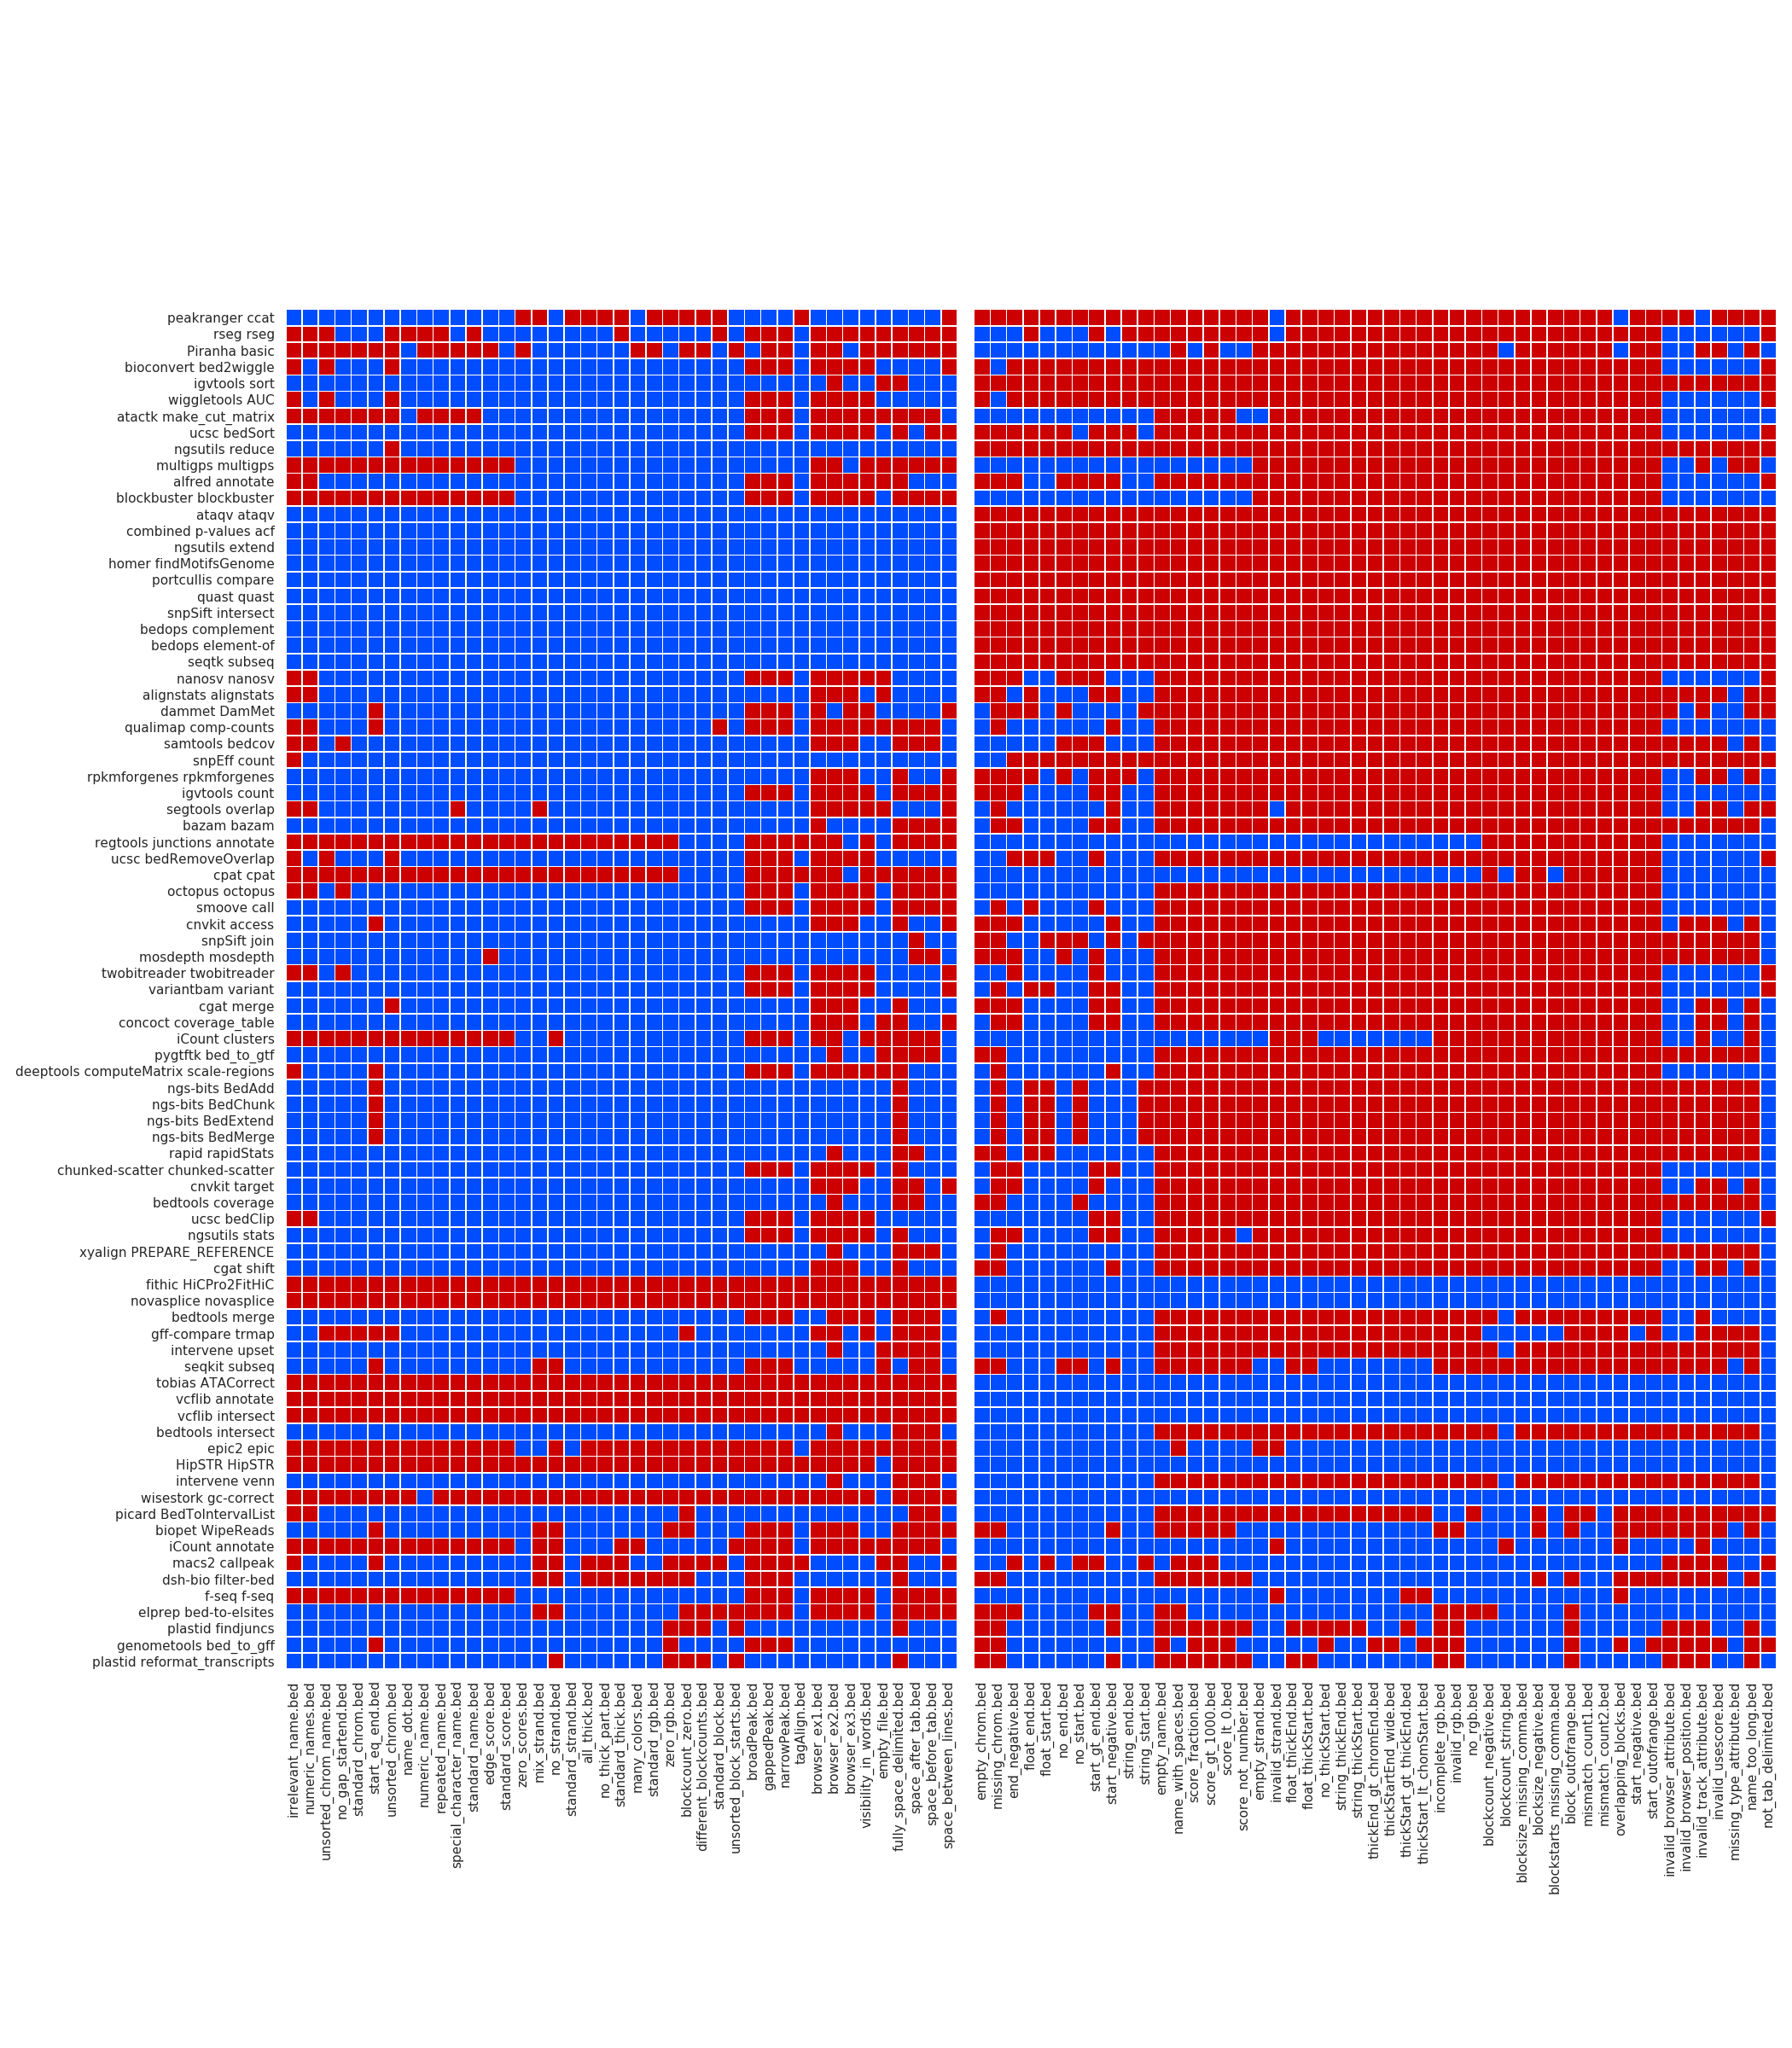 peakranger ccat
rseg rseg
Piranha basic
bioconvert bed2wiggle
igvtools sort
wiggletools AUC
atactk make_cut_matrix
ucsc bedSort
ngsutils reduce
multigps multigps
alfred annotate
blockbuster blockbuster
ataqv ataqv
combined p-values acf
ngsutils extend
homer findMotifsGenome
portcullis compare
quast quast
snpSift intersect
bedops complement
bedops element-of
seqtk subseq
nanosv nanosv
alignstats alignstats
dammet DamMet
qualimap comp-counts
samtools bedcov
snpEff count
rpkmforgenes rpkmforgenes
igvtools count
segtools overlap
bazam bazam
regtools junctions annotate
ucsc bedRemoveOverlap
cpat cpat
octopus octopus
smoove call
cnvkit access
snpSift join
mosdepth mosdepth
twobitreader twobitreader
variantbam variant
cgat merge
concoct coverage_table
iCount clusters
pygtftk bed_to_gtf
deeptools computeMatrix scale-regions
ngs-bits BedAdd
ngs-bits BedChunk
ngs-bits BedExtend
ngs-bits BedMerge
rapid rapidStats
chunked-scatter chunked-scatter
cnvkit target
bedtools coverage
ucsc bedClip
ngsutils stats
xyalign PREPARE_REFERENCE
cgat shift
fithic HiCPro2FitHiC
novasplice novasplice
bedtools merge
gff-compare trmap
intervene upset
seqkit subseq
tobias ATACorrect
vcflib annotate
vcflib intersect
bedtools intersect
epic2 epic
HipSTR HipSTR
intervene venn
wisestork gc-correct
picard BedToIntervalList
biopet WipeReads
iCount annotate
macs2 callpeak
dsh-bio filter-bed
f-seq f-seq
elprep bed-to-elsites
plastid findjuncs
genometools bed_to_gff
plastid reformat_transcripts
irrelevant_name.bed
numeric_names.bed
unsorted_chrom_name.bed
no_gap_startend.bed
standard_chrom.bed
start_eq_end.bed
unsorted_chrom.bed
name_dot.bed
numeric_name.bed
repeated_name.bed
special_character_name.bed
standard_name.bed
edge_score.bed
standard_score.bed
zero_scores.bed
mix_strand.bed
no_strand.bed
standard_strand.bed
all_thick.bed
no_thick_part.bed
standard_thick.bed
many_colors.bed
standard_rgb.bed
zero_rgb.bed
blockcount_zero.bed
different_blockcounts.bed
standard_block.bed
unsorted_block_starts.bed
broadPeak.bed
gappedPeak.bed
narrowPeak.bed
tagAlign.bed
browser_ex1.bed
browser_ex2.bed
browser_ex3.bed
visibility_in_words.bed
empty_file.bed
fully_space_delimited.bed
space_after_tab.bed
space_before_tab.bed
space_between_lines.bed
empty_chrom.bed
missing_chrom.bed
end_negative.bed
float_end.bed
float_start.bed
no_end.bed
no_start.bed
start_gt_end.bed
start_negative.bed
string_end.bed
string_start.bed
empty_name.bed
name_with_spaces.bed
score_fraction.bed
score_gt_1000.bed
score_lt_0.bed
score_not_number.bed
empty_strand.bed
invalid_strand.bed
float_thickEnd.bed
float_thickStart.bed
no_thickStart.bed
string_thickEnd.bed
string_thickStart.bed
thickEnd_gt_chromEnd.bed
thickStartEnd_wide.bed
thickStart_gt_thickEnd.bed
thickStart_lt_chomStart.bed
incomplete_rgb.bed
invalid_rgb.bed
no_rgb.bed
blockcount_negative.bed
blockcount_string.bed
blocksize_missing_comma.bed
blocksize_negative.bed
blockstarts_missing_comma.bed
block_outofrange.bed
mismatch_count1.bed
mismatch_count2.bed
overlapping_blocks.bed
start_negative.bed
start_outofrange.bed
invalid_browser_attribute.bed
invalid_browser_position.bed
invalid_track_attribute.bed
invalid_usescore.bed
missing_type_attribute.bed
name_too_long.bed
not_tab_delimited.bed